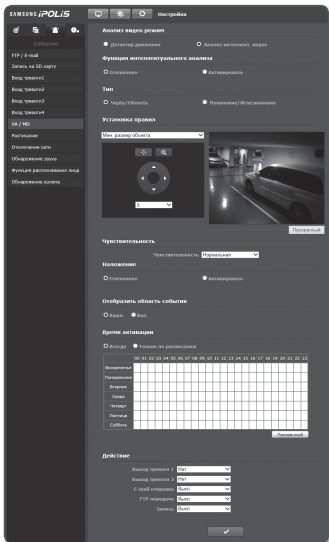 SAMSUNG iPOLiS
Настройка
Событие
FTP / E-mail
Запись на SD карту
Вход тревоги1
Вход тревоги2
Вход тревоги3
Вход тревоги4
VA / MD
Расписание
Отключение сети
Обнаружение звука
Функция распознавания лица
Обнаружение шлема
Анализ видео режим
Детектор движения
Анализ интеллект. видео
Функция интеллектуального анализа
Отключение
Активировать
Тип
Черта/Область
Появление/Исчезновение
Установка правил
Мин. размер объекта
3
Прозрачный
Чувствительность
Чувствительность Нормальная
Наложение
Отключение
Активировать
Отобразить область события
Выкл. Вкл.
Время активации
Всегда Только по расписанию
00 01 02 03 04 05 06 07 08 09 10 11 12 13 14 15 16 17 18 19 20 21 22 23
Воскресенье
Понедельник
Вторник
Среда
Четверг
Пятница
Суббота
Прозрачный
Действие
Выход тревоги 1 Нет
Выход тревоги 2 Нет
E-mail отправка Выкл
FTP передача Выкл
Запись Выкл